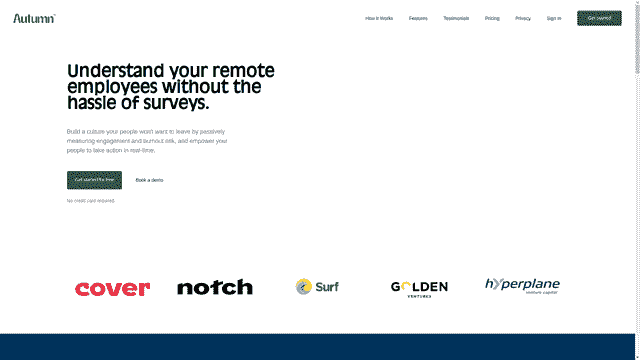 Autumn
How it Works
Features
Testimonials
Pricing
Privacy
Sign In
Get started
Understand your remote
employees without the
hassle of surveys.
Build a culture your people won't want to leave by passively
measuring engagement and burnout risk, and empower your
people to take action in real-time.
Get started for free
Book a demo
No credit card required.
cover
notch
Surf
GOLDEN
VENTURES
hyperplane
venture capital